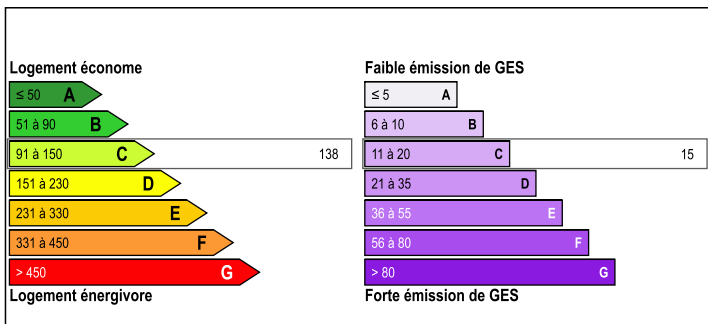 Logement économe
≤ 50 A
51 à 90 B
91 à 150 C 138
151 à 230 D
231 à 330 E
331 à 450 F
> 450 G
Logement énergivore
Faible émission de GES
≤ 5 A
6 à 10 B
11 à 20 C 15
21 à 35 D
36 à 55 E
56 à 80 F
> 80 G
Forte émission de GES